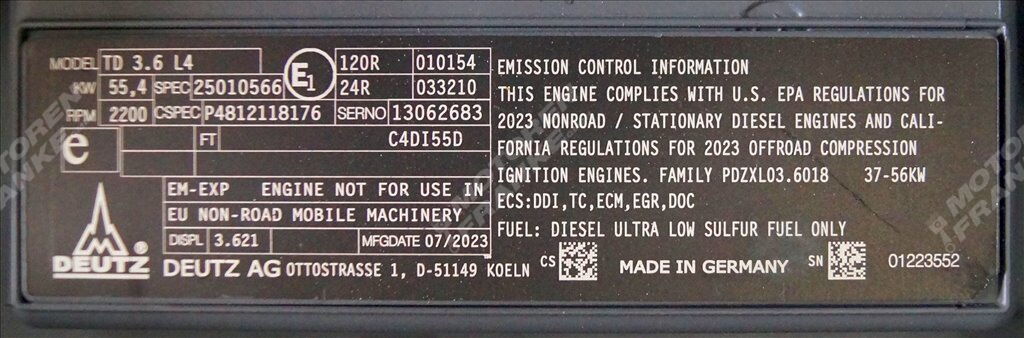 MODEL TD 3.6 L4 120R 010154
KW 55,4 SPEC 25010566 E1 24R 033210
RPM 2200 CSPEC P4812118176 SERNO 13062683
e FT C4DI55D
EM-EXP ENGINE NOT FOR USE IN
EU NON-ROAD MOBILE MACHINERY
DISPL 3.621 MFGDATE 07/2023
DEUTZ
DEUTZ AG OTTOSTRASSE 1, D-51149 KOELN
EMISSION CONTROL INFORMATION
THIS ENGINE COMPLIES WITH U.S. EPA REGULATIONS FOR
2023 NONROAD / STATIONARY DIESEL ENGINES AND CALI-
FORNIA REGULATIONS FOR 2023 OFFROAD COMPRESSION
IGNITION ENGINES. FAMILY PDZXL03.6018 37-56KW
ECS:DDI,TC,ECM,EGR,DOC
FUEL: DIESEL ULTRA LOW SULFUR FUEL ONLY
CS MADE IN GERMANY SN 01223552
MOTOREN
FRANKE